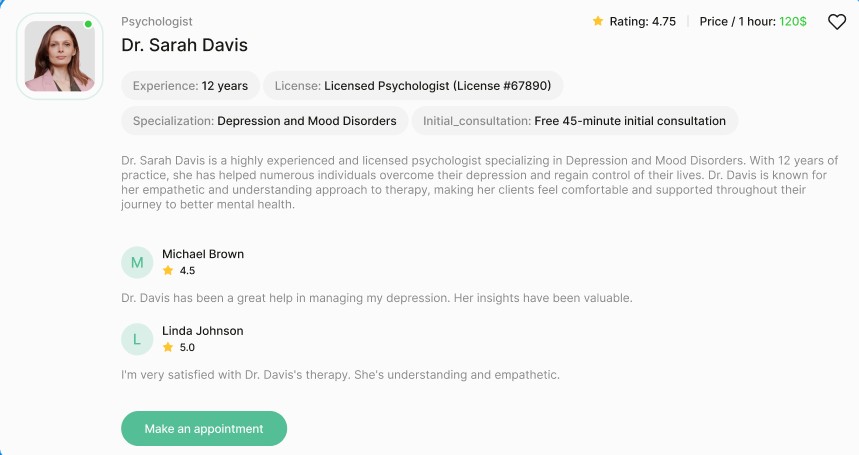 Psychologist
Rating: 4.75 | Price / 1 hour: 120$
Dr. Sarah Davis
Experience: 12 years License: Licensed Psychologist (License #67890)
Specialization: Depression and Mood Disorders Initial_consultation: Free 45-minute initial consultation
Dr. Sarah Davis is a highly experienced and licensed psychologist specializing in Depression and Mood Disorders. With 12 years of
practice, she has helped numerous individuals overcome their depression and regain control of their lives. Dr. Davis is known for
her empathetic and understanding approach to therapy, making her clients feel comfortable and supported throughout their
journey to better mental health.
M
Michael Brown
4.5
Dr. Davis has been a great help in managing my depression. Her insights have been valuable.
L
Linda Johnson
5.0
I'm very satisfied with Dr. Davis's therapy. She's understanding and empathetic.
Make an appointment